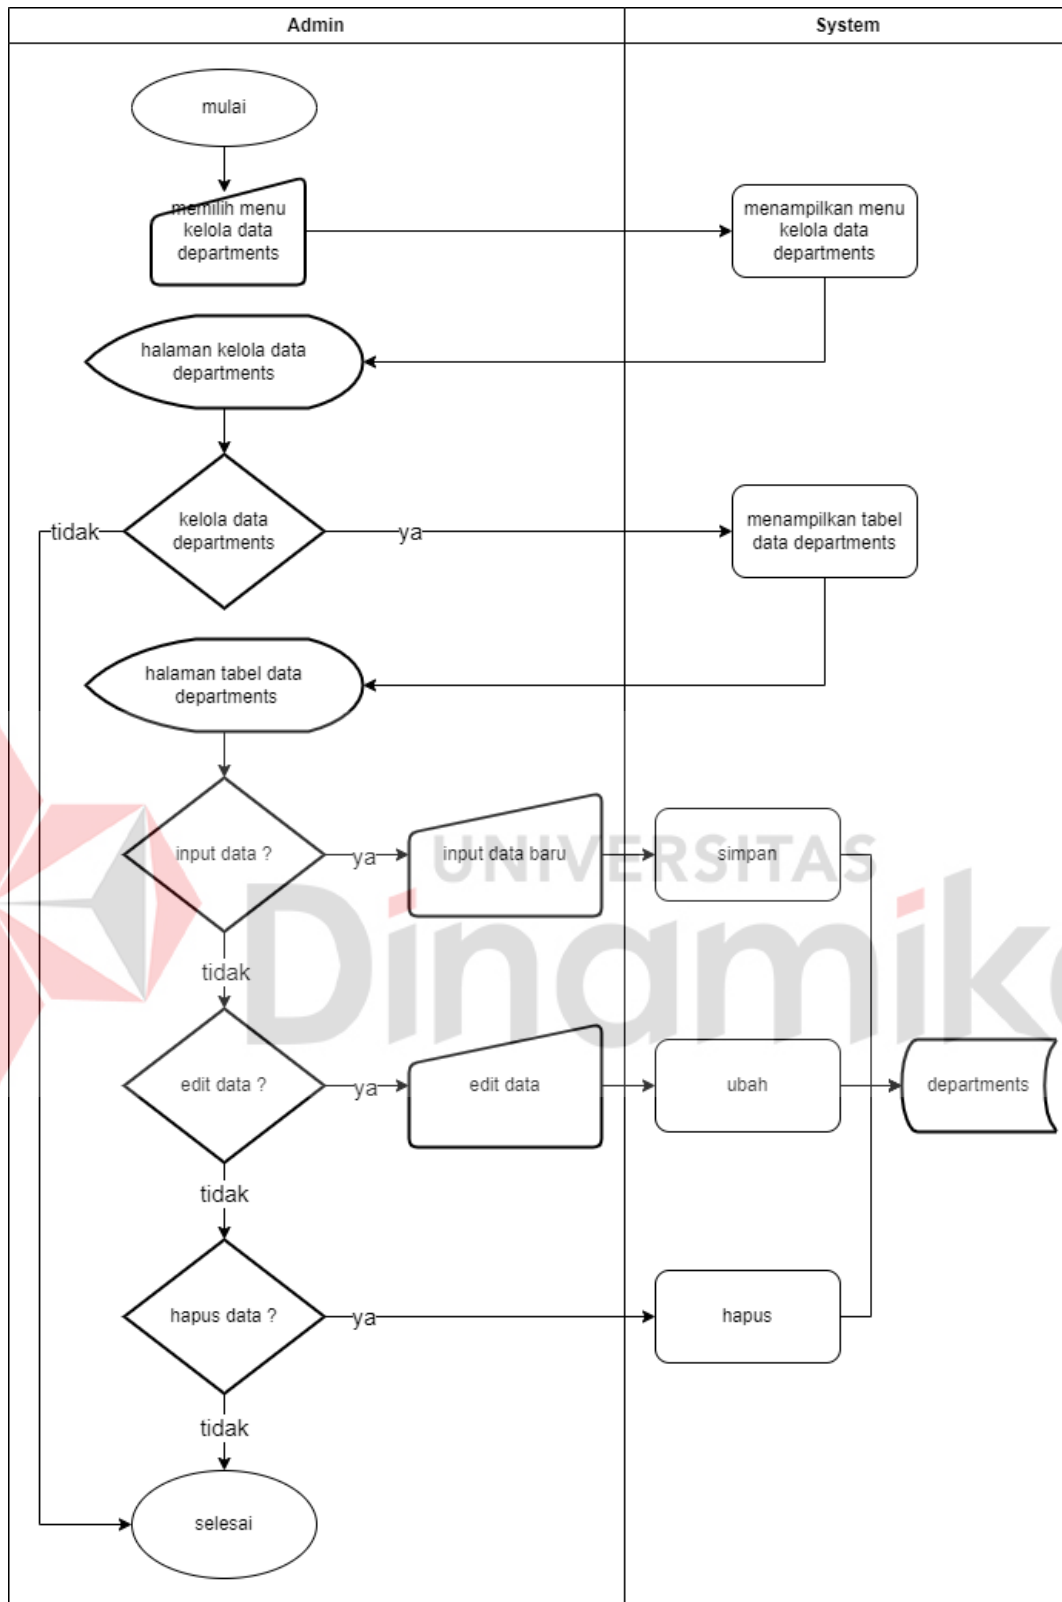 Admin
System
mulai
memilih menu
kelola data
departments
menampilkan menu
kelola data
departments
halaman kelola data
departments
tidak
kelola data
departments
ya
menampilkan tabel
data departments
halaman tabel data
departments
input data ?
ya
input data baru
simpan
UNIVERSITAS
Dinamika
tidak
edit data ?
ya
edit data
ubah
departments
tidak
hapus data ?
ya
hapus
tidak
selesai